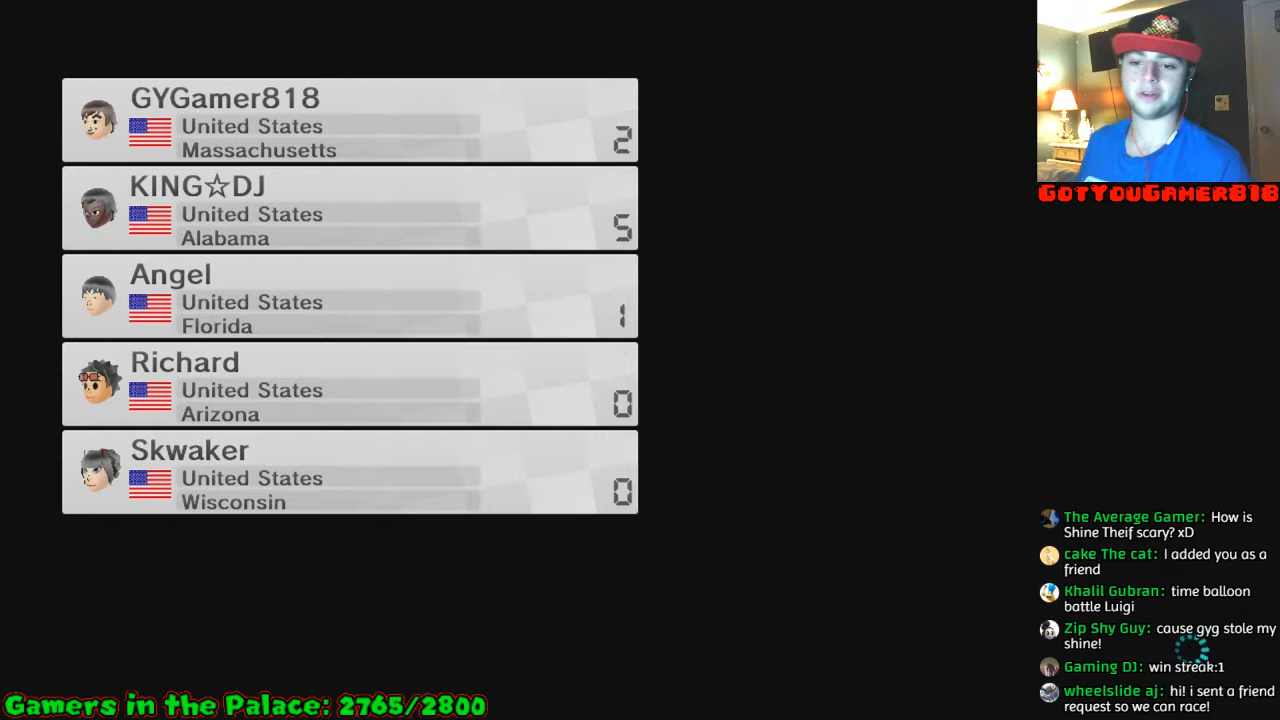 GYGamer818
United States
Massachusetts
2
KING☆DJ
United States
Alabama
5
Angel
United States
Florida
1
Richard
United States
Arizona
0
Skwaker
United States
Wisconsin
0
GotYouGamer818
The Average Gamer: How is
Shine Theif scary? xD
cake The cat: I added you as a
friend
Khalil Gubran: time balloon
battle Luigi
Zip Shy Guy: cause gyg stole my
shine!
Gaming DJ: win streak:1
wheelslide aj: hi! i sent a friend
request so we can race!
Gamers in the Palace: 2765/2800